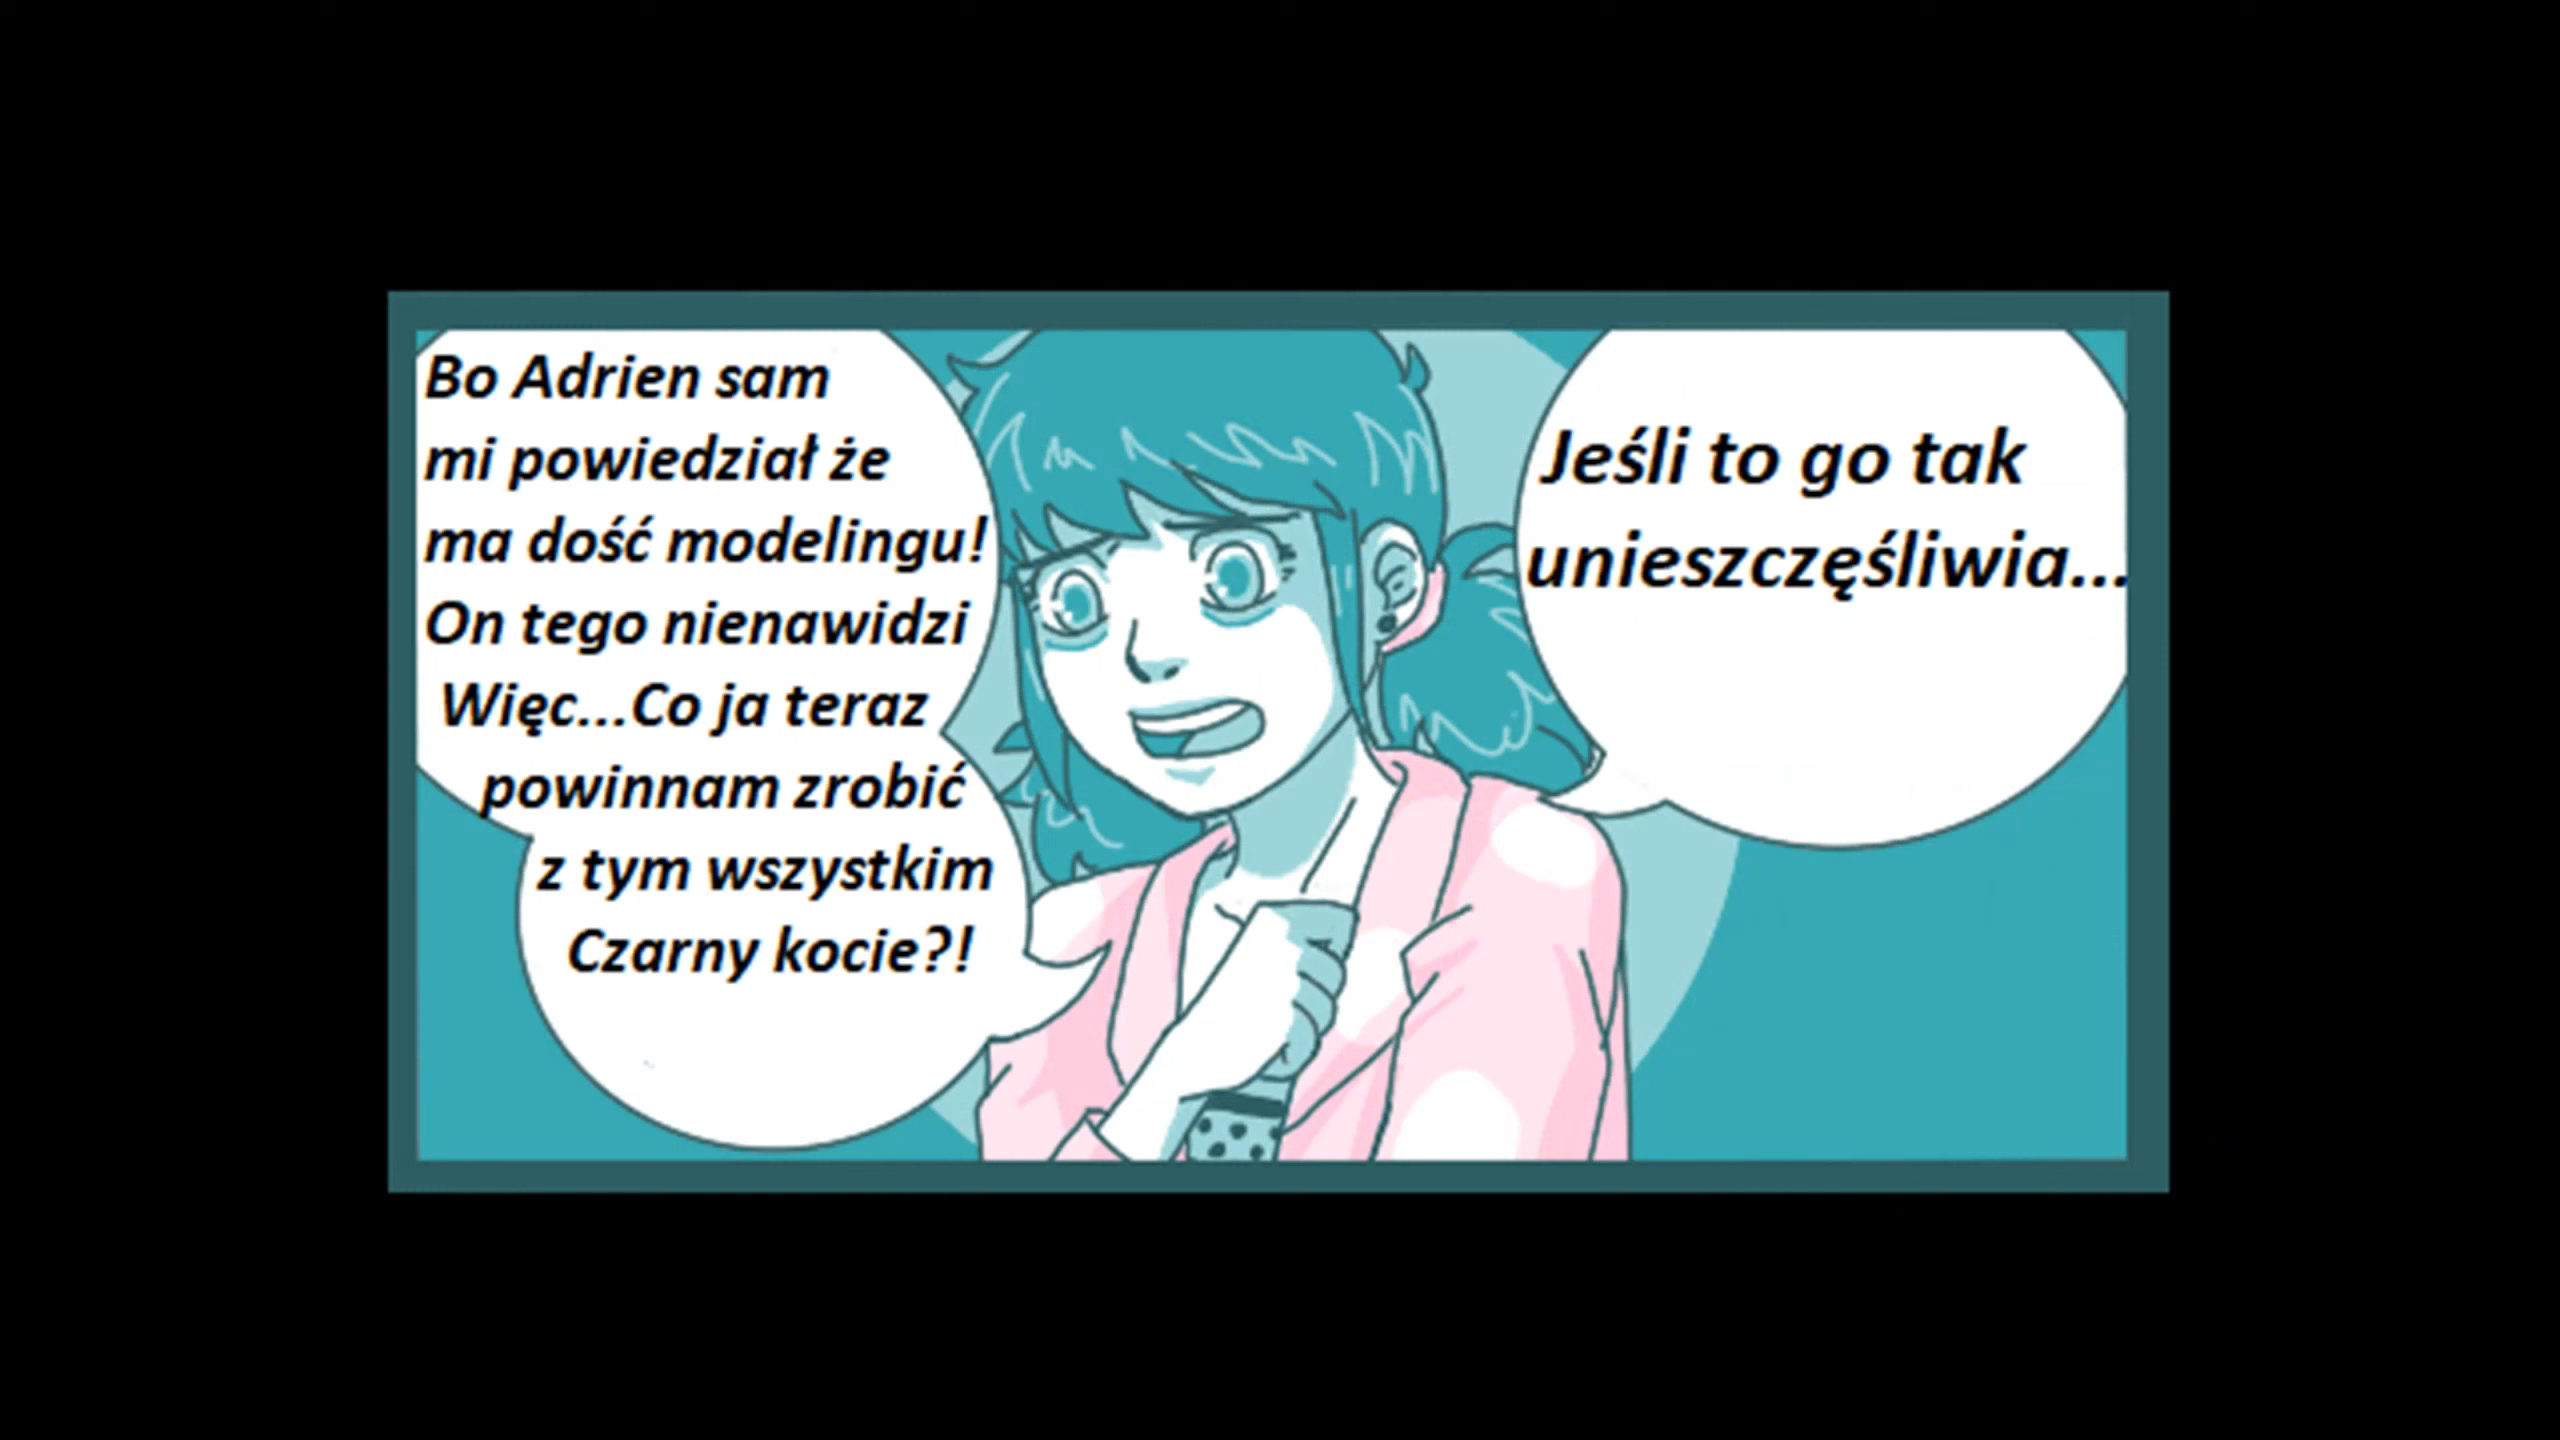 Bo Adrien sam
mi powiedział że
ma dość modelingu!
On tego nienawidzi
Więc...Co ja teraz
powinnam zrobić
z tym wszystkim
Czarny kocie?!
Jeśli to go tak
unieszczęśliwia...